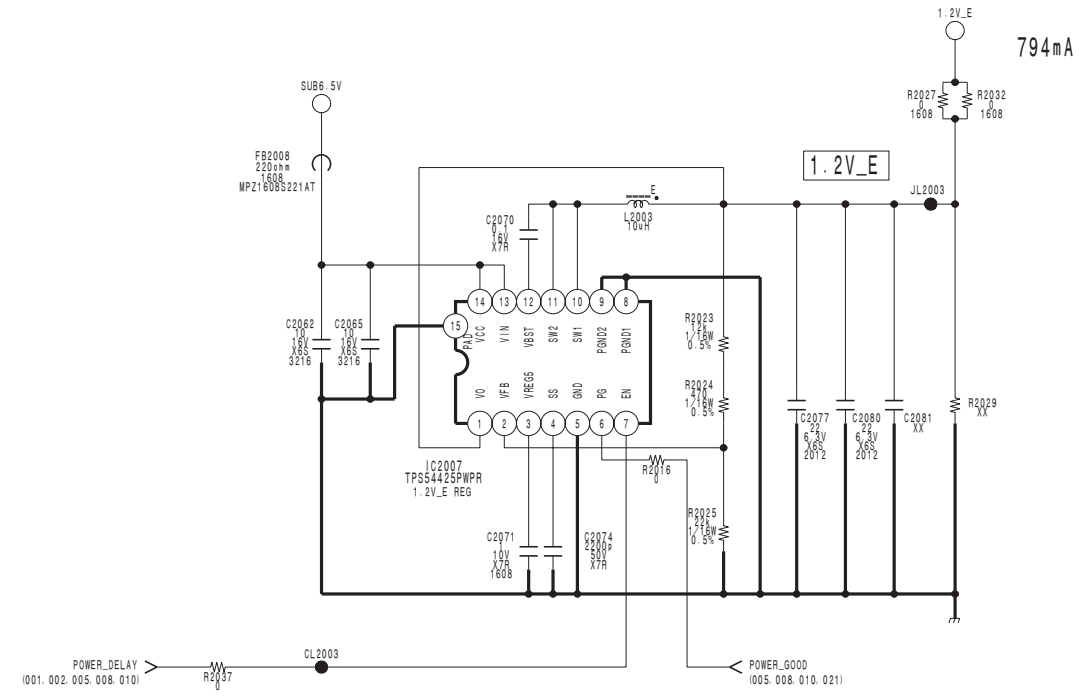 1.2V_E
794mA
SUB6.5V
R2027
0
1608
R2032
0
1608
FB2008
220ohm
1608
MPZ1608S221AT
1.2V_E
E
JL2003
L2003
10uH
C2070
0.1
16V
X7R
14
13
12
11
10
9
8
15
PAD
VCC
VIN
VBST
SW2
SW1
PGND2
PGND1
C2062
10
16V
X6S
3216
C2065
10
16V
X6S
3216
R2023
12k
1/16W
0.5%
R2024
470
1/16W
0.5%
VO
VFB
VREG5
SS
GND
PG
EN
1
2
3
4
5
6
7
C2077
22
6.3V
X6S
2012
C2080
22
6.3V
X6S
2012
C2081
XX
R2029
XX
IC2007
TPS54425PWPR
1.2V_E REG
R2016
0
R2025
22k
1/16W
0.5%
C2071
1
10V
X7R
1608
C2074
2200p
50V
X7R
CL2003
POWER_DELAY
(001,002,005,008,010)
R2037
0
POWER_GOOD
(005,008,010,021)